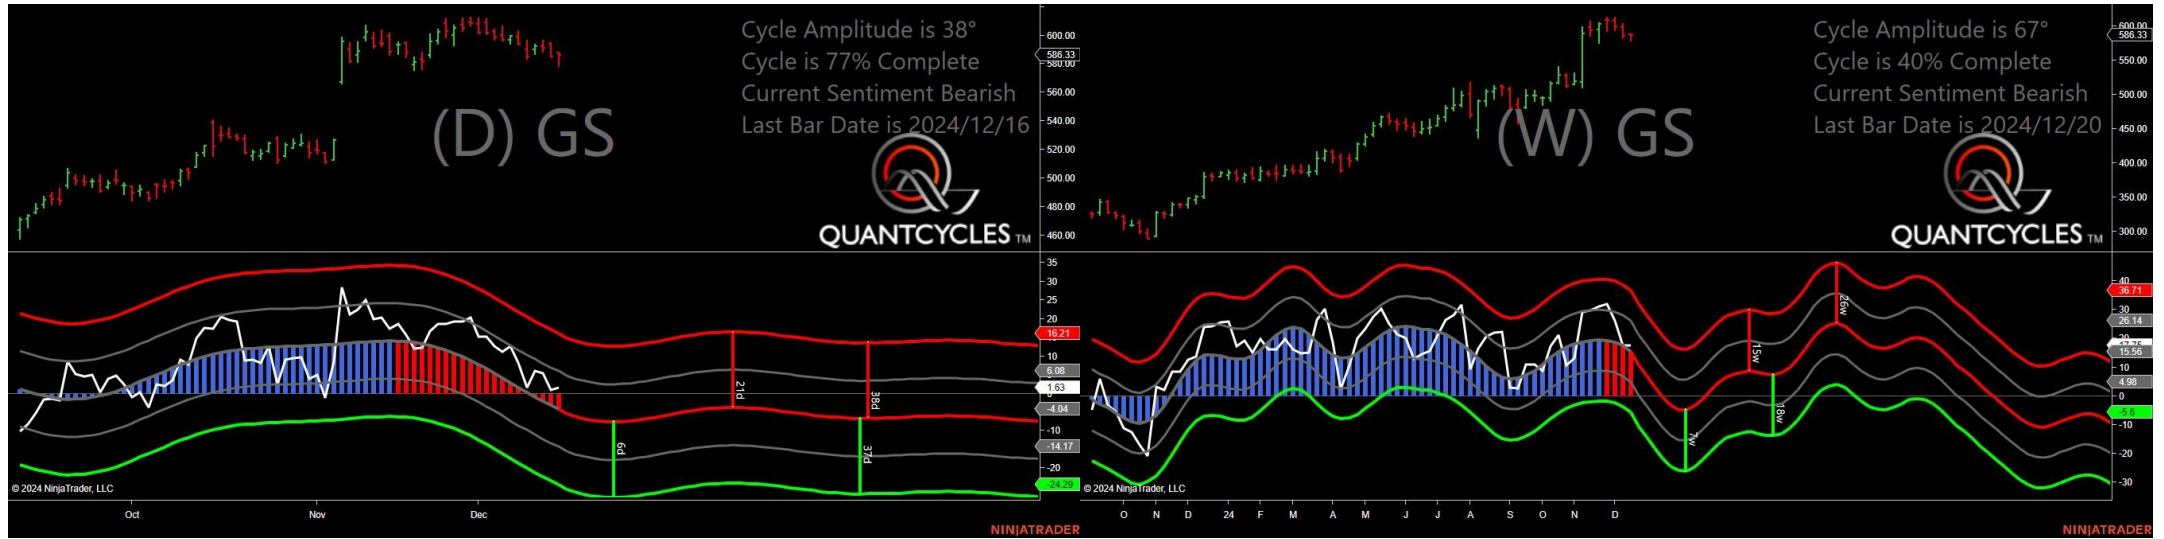 Cycle Amplitude is 38°
Cycle is 77% Complete
Current Sentiment Bearish
Last Bar Date is 2024/12/16
(D) GS
QUANTCYCLES TM
600.00
586.33
580.00
560.00
540.00
520.00
500.00
480.00
460.00
35
30
25
20
16.21
10
6.08
1.63
-4.04
-10
-14.17
-20
-24.29
6d
21d
37d
38d
© 2024 NinjaTrader, LLC
Oct Nov Dec
NINJATRADER
Cycle Amplitude is 67°
Cycle is 40% Complete
Current Sentiment Bearish
Last Bar Date is 2024/12/20
(W) GS
QUANTCYCLES TM
600.00
586.33
550.00
500.00
450.00
400.00
350.00
300.00
40
36.71
30
26.14
17.75
15.56
10
4.98
0
-5.6
-10
-20
-30
7w
15w
18w
26w
© 2024 NinjaTrader, LLC
O N D 24 F M A M J J A S O N D
NINJATRADER